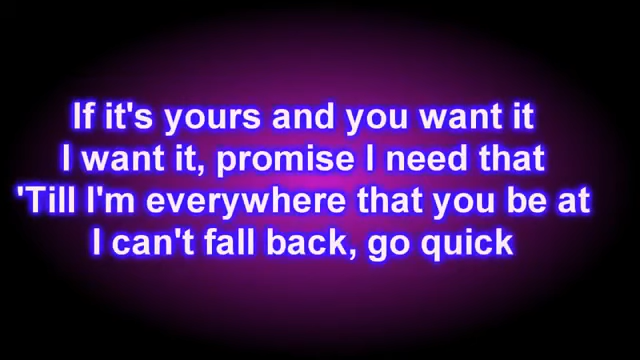 If it's yours and you want it
I want it, promise I need that
'Till I'm everywhere that you be at
I can't fall back, go quick